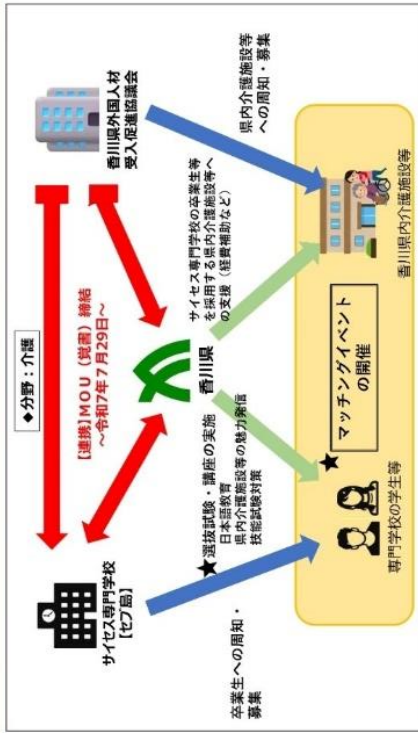 ◆分野：介護
サイセス専門学校
【セブ島】
【連携】MOU（覚書）締結
～令和7年7月29日～
香川県外国人材
受入促進協議会
香川県
卒業生への周知・
募集
★選抜試験・講座の実施
日本語教育
県内介護施設等の魅力発信
技能試験対策
サイセス専門学校の卒業生等
を採用する県内介護施設等へ
の支援（経費補助など）
県内介護施設等
への周知・募集
★
マッチングイベント
の開催
専門学校の学生等
香川県内介護施設等